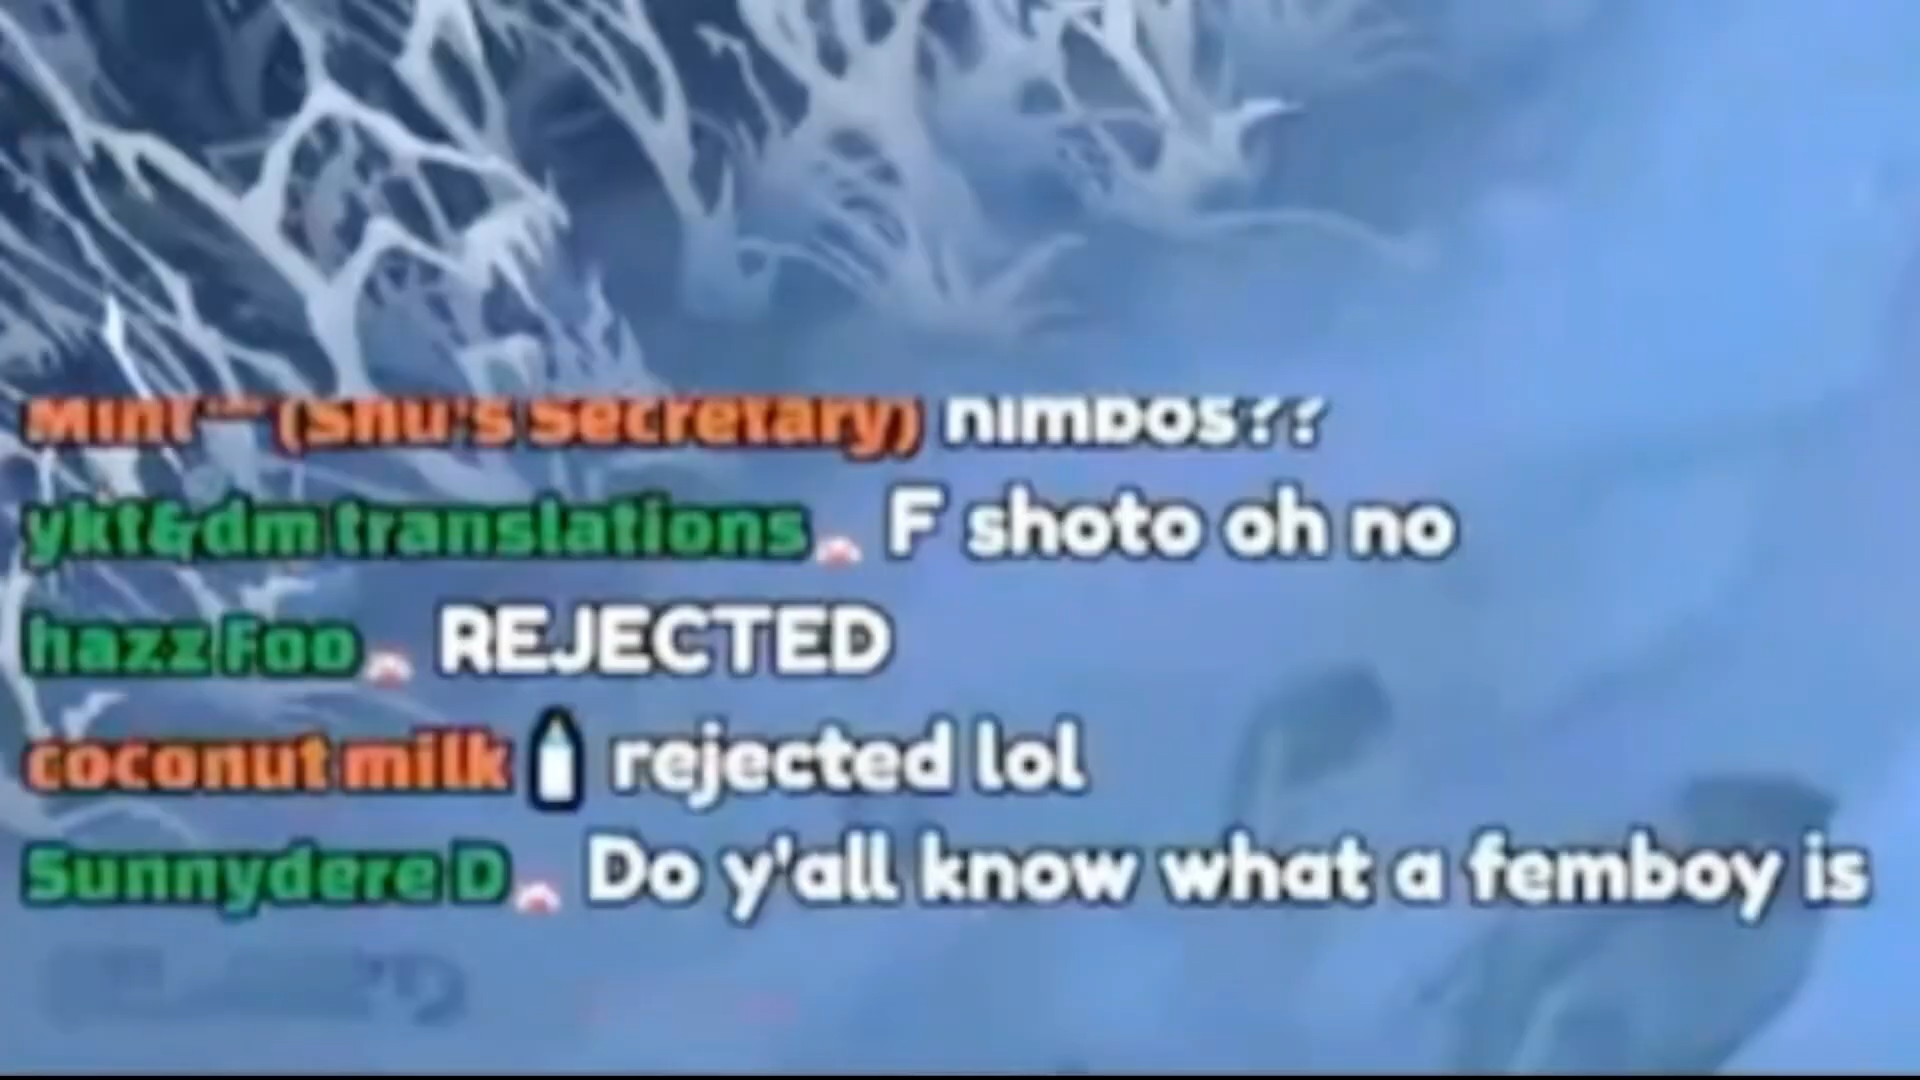 Mint™ (Shu's Secretary) nimbos??
ykt&dm translations F shoto oh no
hazz Foo REJECTED
coconut milk rejected lol
Sunnydere D Do y'all know what a femboy is